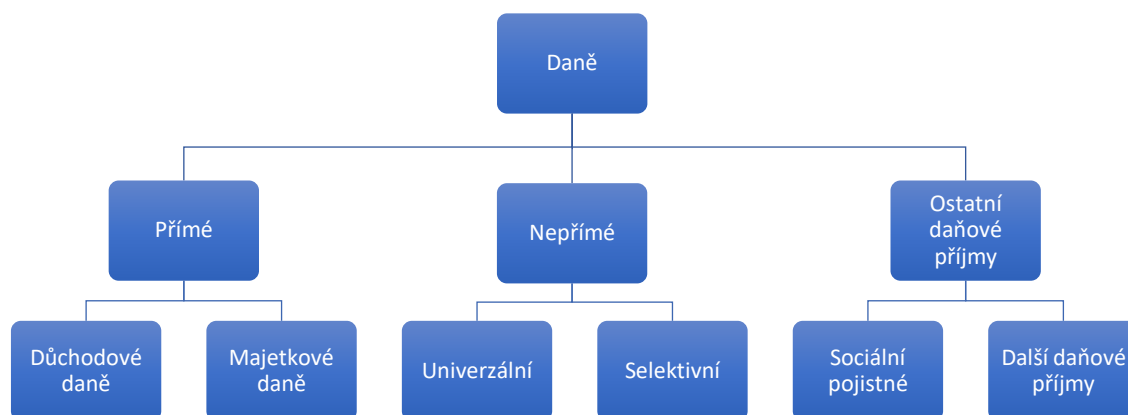 Daně
Přímé
Nepřímé
Ostatní
daňové
příjmy
Důchodové
daně
Majetkové
daně
Univerzální
Selektivní
Sociální
pojistné
Další daňové
příjmy